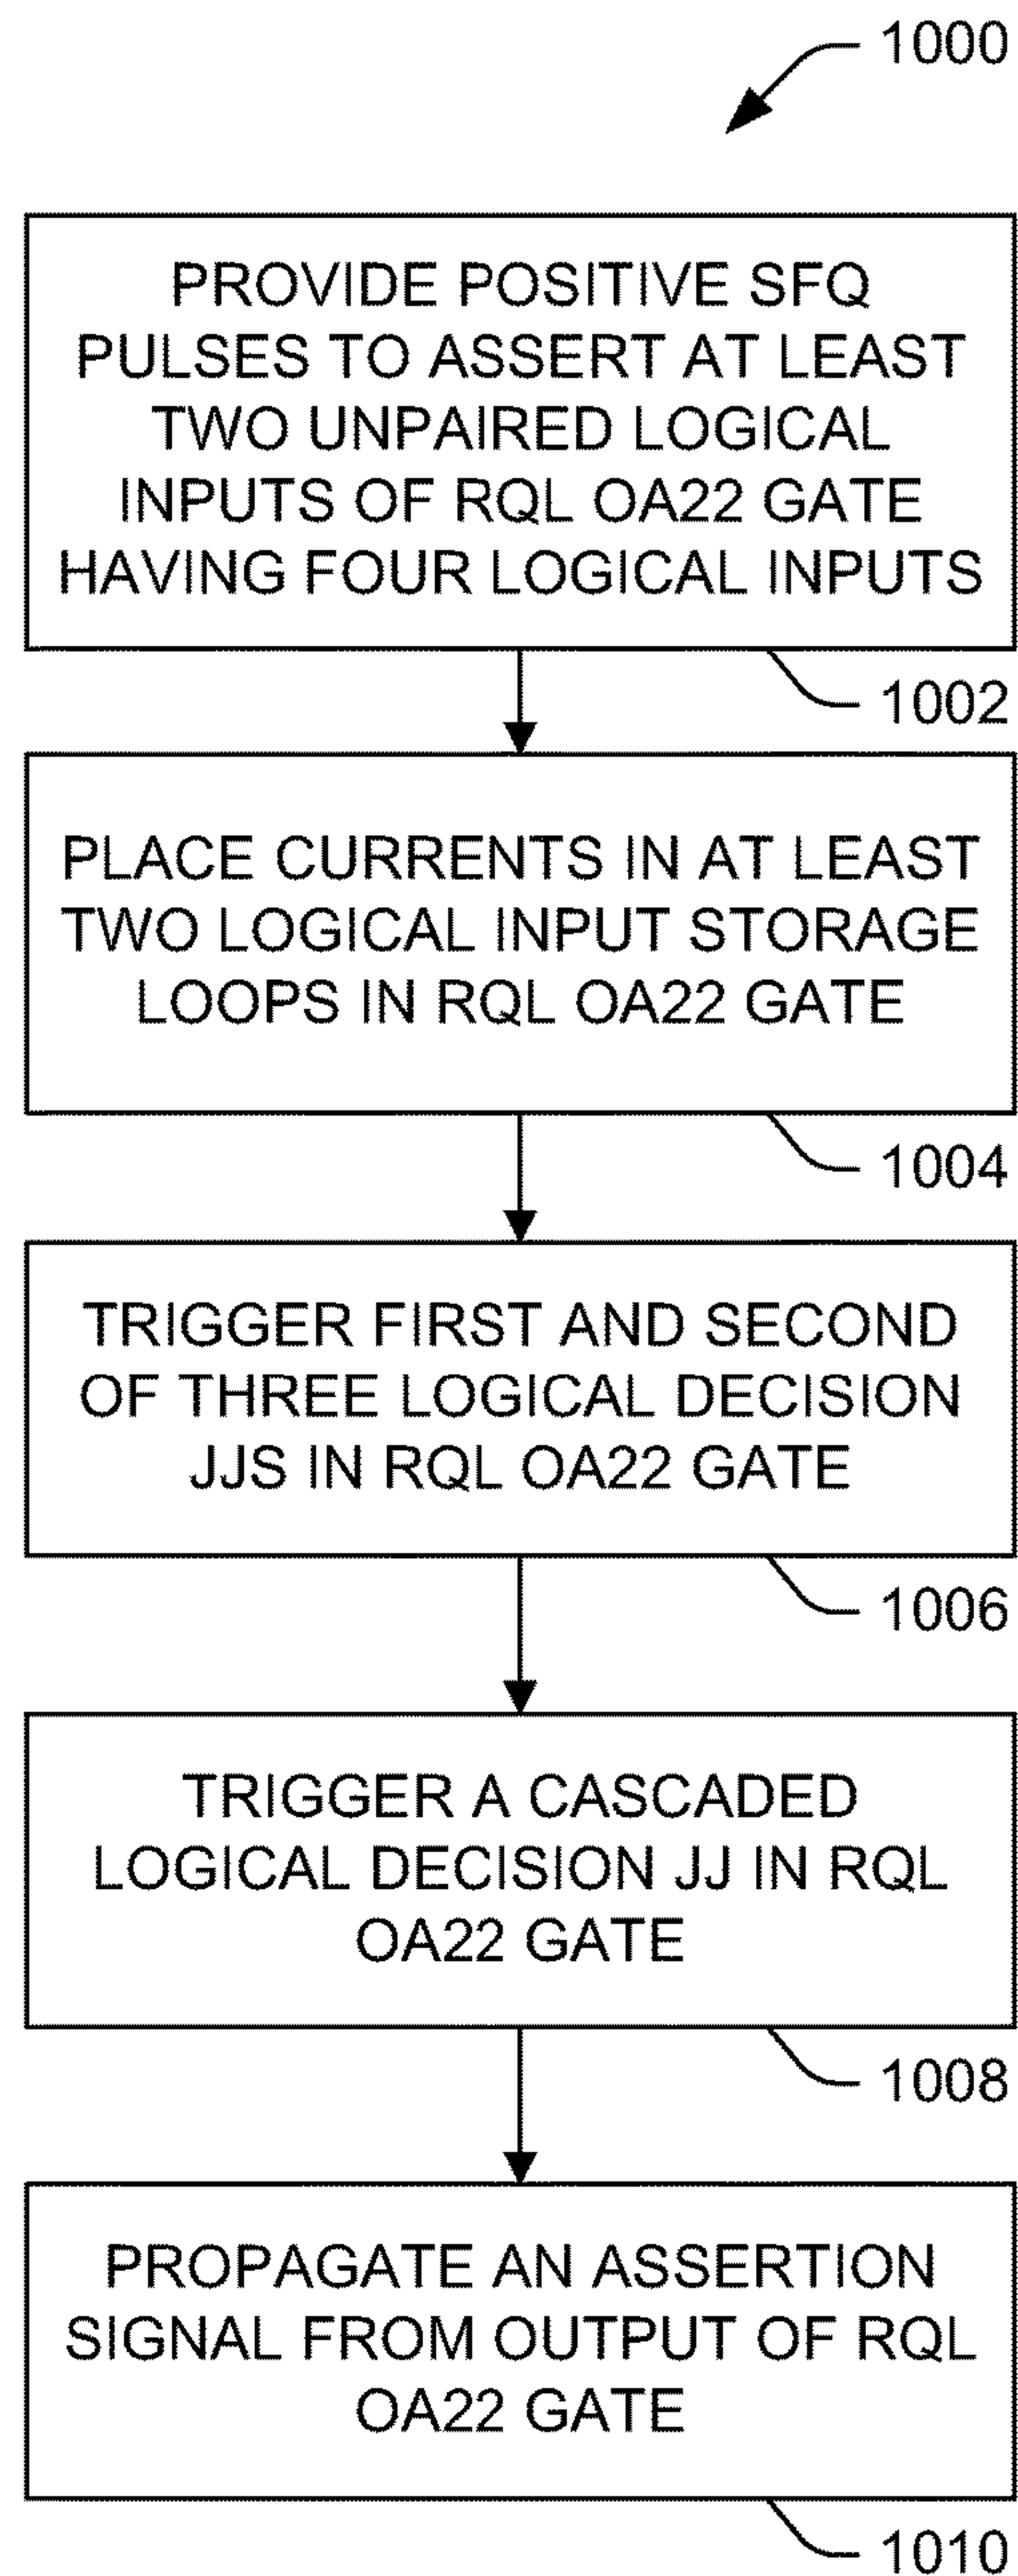 1000
PROVIDE POSITIVE SFQ
PULSES TO ASSERT AT LEAST
TWO UNPAIRED LOGICAL
INPUTS OF RQL OA22 GATE
HAVING FOUR LOGICAL INPUTS
1002
PLACE CURRENTS IN AT LEAST
TWO LOGICAL INPUT STORAGE
LOOPS IN RQL OA22 GATE
1004
TRIGGER FIRST AND SECOND
OF THREE LOGICAL DECISION
JJS IN RQL OA22 GATE
1006
TRIGGER A CASCADED
LOGICAL DECISION JJ IN RQL
OA22 GATE
1008
PROPAGATE AN ASSERTION
SIGNAL FROM OUTPUT OF RQL
OA22 GATE
1010